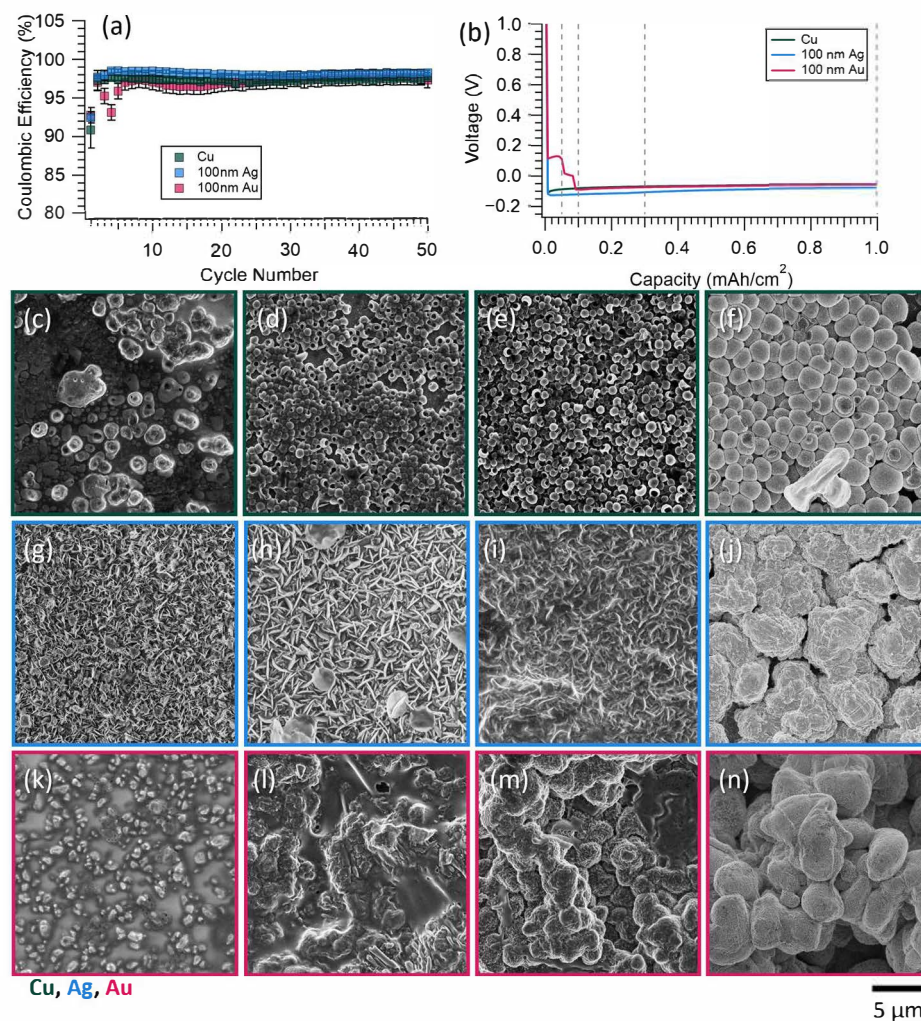 (a)
105
100
95
90
85
80
Coulombic Efficiency (%)
Cu
100nm Ag
100nm Au
10
20
30
40
50
Cycle Number
(b)
1.0
0.8
0.6
0.4
0.2
0.0
−0.2
Voltage (V)
Cu
100 nm Ag
100 nm Au
0.0
0.2
0.4
0.6
0.8
1.0
Capacity (mAh/cm²)
(c)
(d)
(e)
(f)
(g)
(h)
(i)
(j)
(k)
(l)
(m)
(n)
Cu, Ag, Au
5 μm